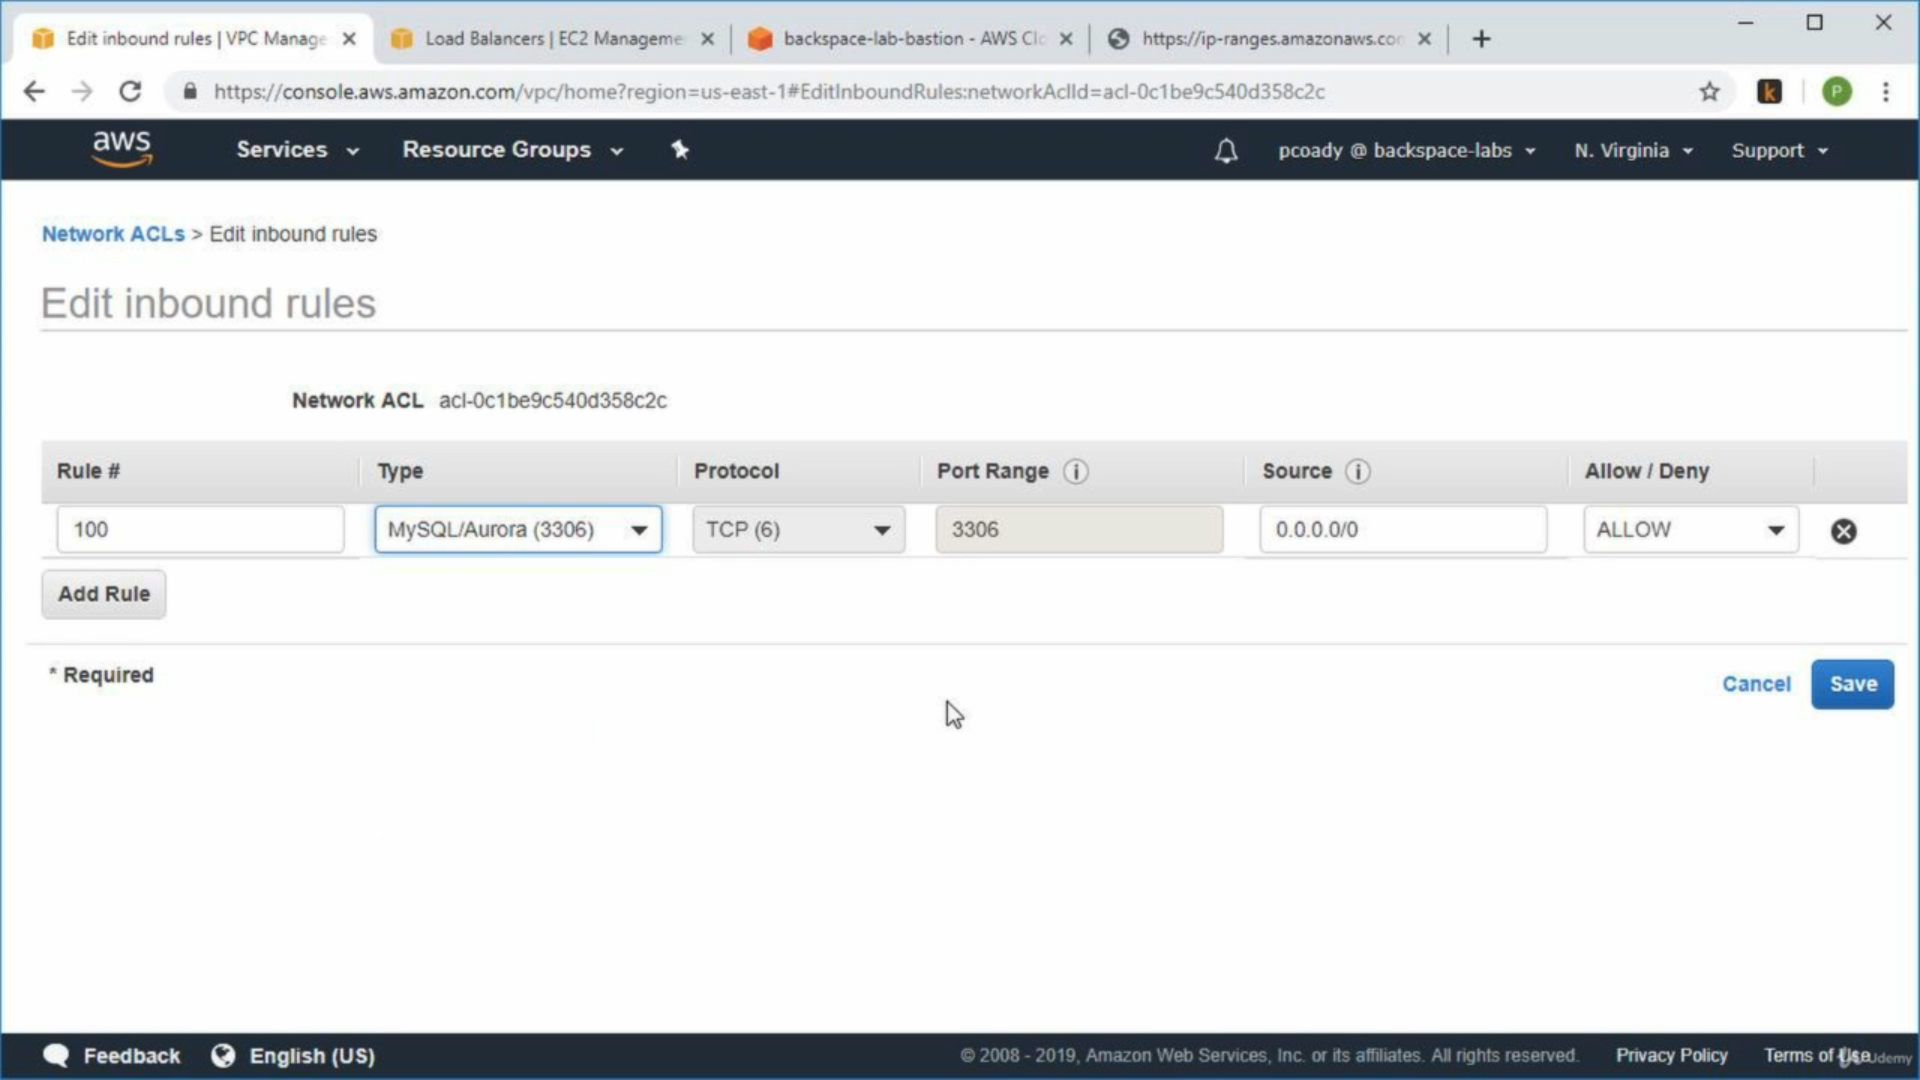 Edit inbound rules | VPC Manage
Load Balancers | EC2 Manageme
backspace-lab-bastion - AWS Clo
https://ip-ranges.amazonaws.con
https://console.aws.amazon.com/vpc/home?region=us-east-1#EditInboundRules:networkAclId=acl-0c1be9c540d358c2c
k
P
aws
Services
Resource Groups
pcoady @ backspace-labs
N. Virginia
Support
Network ACLs > Edit inbound rules
Edit inbound rules
Network ACL acl-0c1be9c540d358c2c
Rule # Type Protocol Port Range i Source i Allow / Deny
100 MySQL/Aurora (3306) TCP (6) 3306 0.0.0.0/0 ALLOW
Add Rule
* Required
Cancel
Save
Feedback
English (US)
© 2008 - 2019, Amazon Web Services, Inc. or its affiliates. All rights reserved.
Privacy Policy
Terms of Use
Udemy